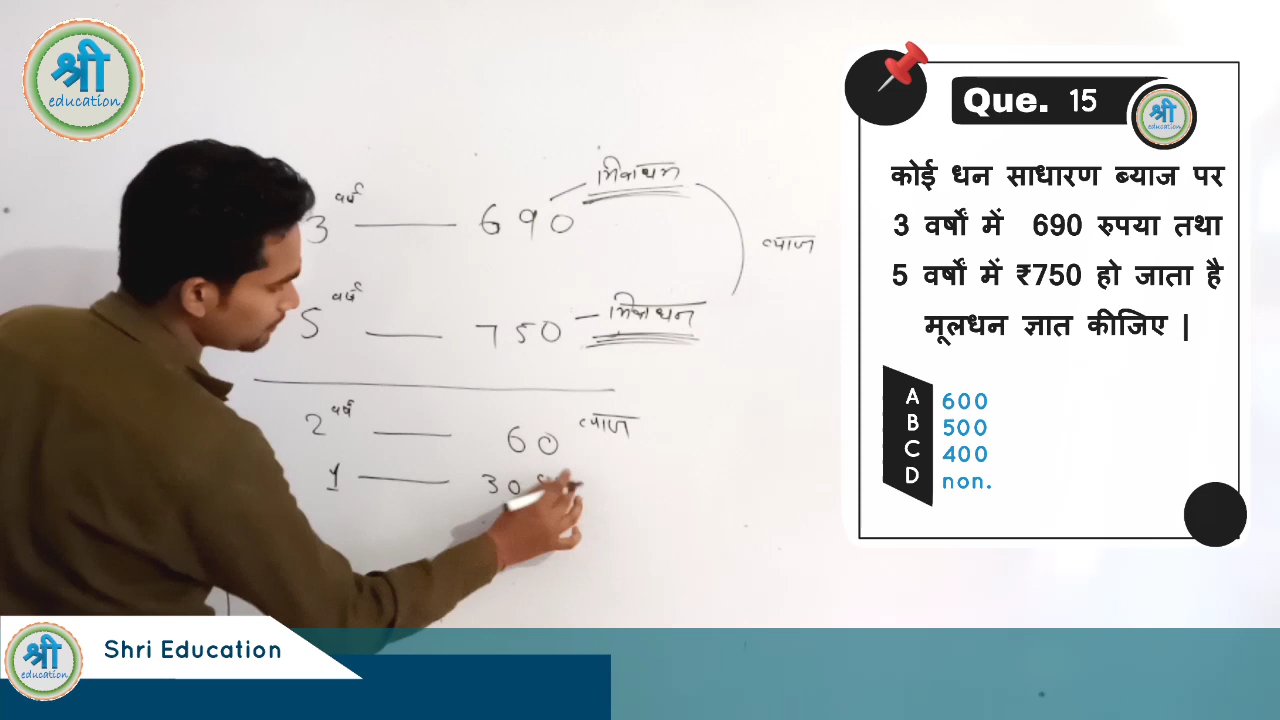 श्री
education
Que. 15
श्री
education
कोई धन साधारण ब्याज पर
3 वर्षों में 690 रुपया तथा
5 वर्षों में ₹750 हो जाता है
मूलधन ज्ञात कीजिए |
A 600
B 500
C 400
D non.
3 वर्ष — 690 मिश्रधन
ब्याज
5 वर्ष — 750 – मिश्रधन
2 वर्ष — 60 ब्याज
1 — 30
श्री
education
Shri Education